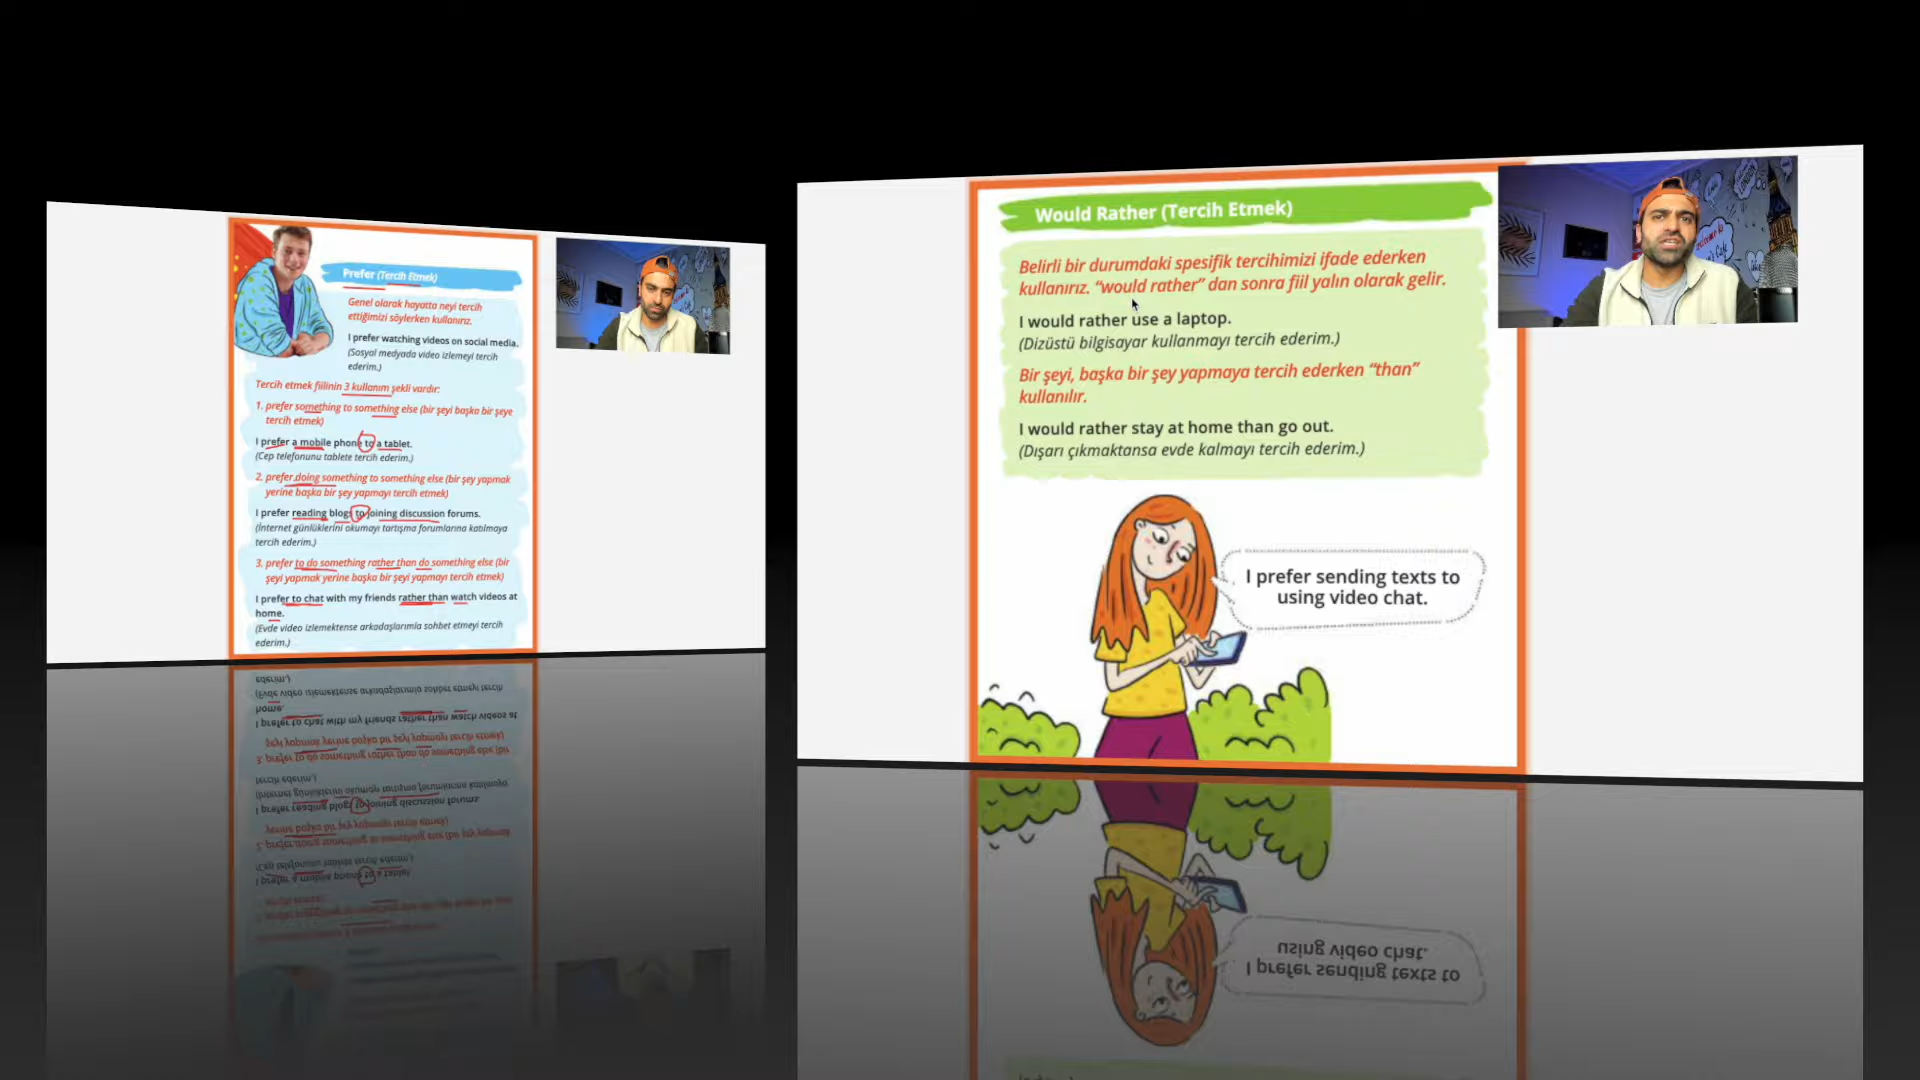 Prefer (Tercih Etmek)
Genel olarak hayatta neyi tercih
ettiğimizi söylerken kullanırız.
I prefer watching videos on social media.
(Sosyal medyada video izlemeyi tercih
ederim.)
Tercih etmek fiilinin 3 kullanım şekli vardır:
1. prefer something to something else (bir şeyi başka bir şeye
tercih etmek)
I prefer a mobile phone to a tablet.
(Cep telefonunu tablete tercih ederim.)
2. prefer doing something to something else (bir şey yapmak
yerine başka bir şey yapmayı tercih etmek)
I prefer reading blogs to joining discussion forums.
(İnternet günlüklerini okumayı tartışma forumlarına katılmaya
tercih ederim.)
3. prefer to do something rather than do something else (bir
şeyi yapmak yerine başka bir şeyi yapmayı tercih etmek)
I prefer to chat with my friends rather than watch videos at
home.
(Evde video izlemektense arkadaşlarımla sohbet etmeyi tercih
ederim.)
Would Rather (Tercih Etmek)
Belirli bir durumdaki spesifik tercihimizi ifade ederken
kullanırız. “would rather” dan sonra fiil yalın olarak gelir.
I would rather use a laptop.
(Dizüstü bilgisayar kullanmayı tercih ederim.)
Bir şeyi, başka bir şey yapmaya tercih ederken “than”
kullanılır.
I would rather stay at home than go out.
(Dışarı çıkmaktansa evde kalmayı tercih ederim.)
I prefer sending texts to
using video chat.